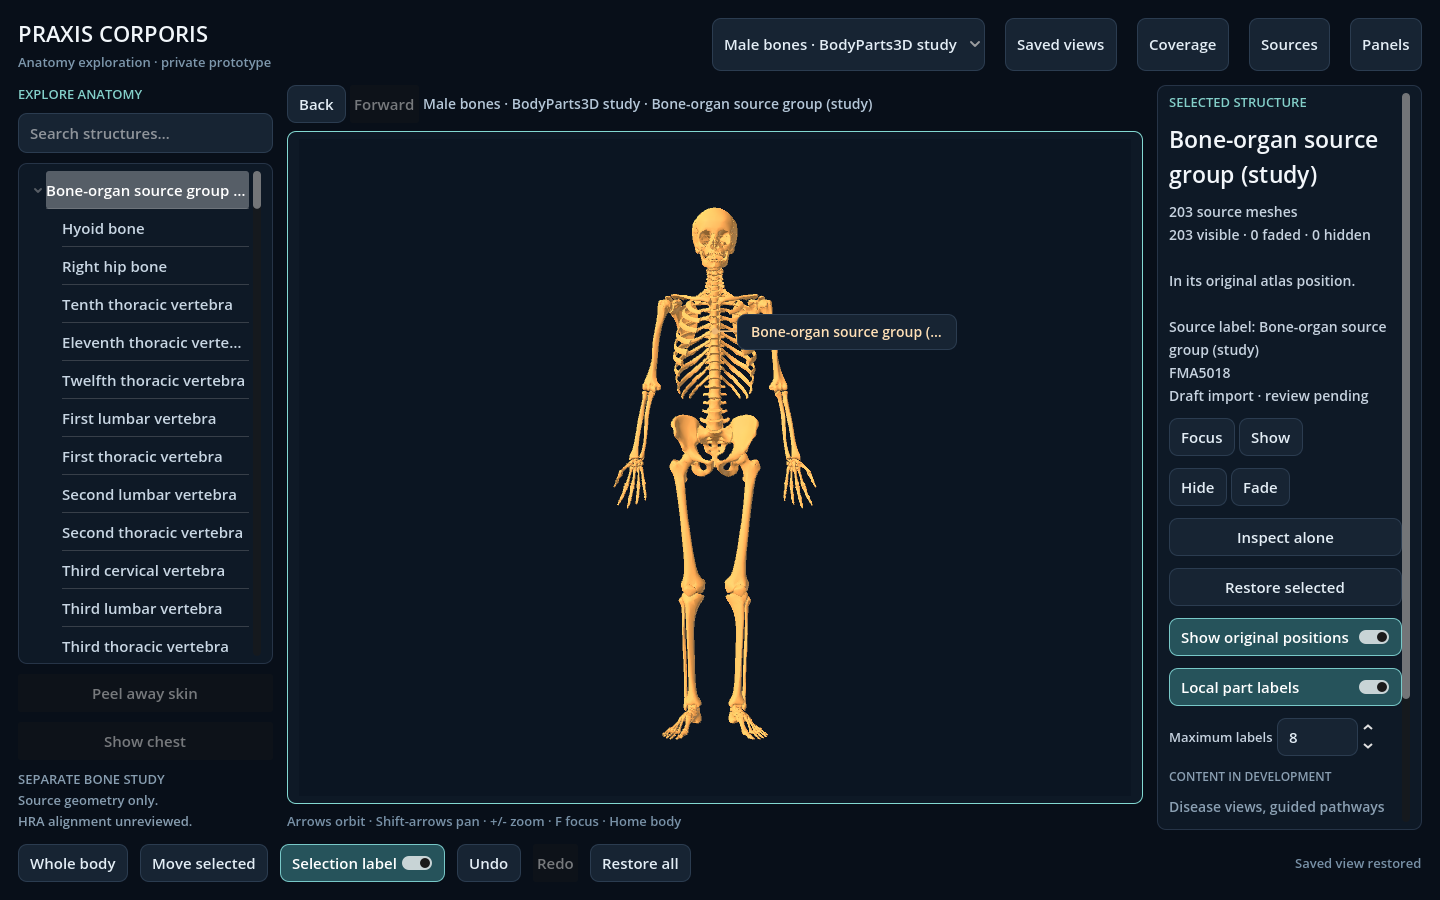 PRAXIS CORPORIS
Anatomy exploration · private prototype
Male bones · BodyParts3D study
Saved views
Coverage
Sources
Panels
EXPLORE ANATOMY
Search structures...
Bone-organ source group ...
Hyoid bone
Right hip bone
Tenth thoracic vertebra
Eleventh thoracic verte...
Twelfth thoracic vertebra
First lumbar vertebra
First thoracic vertebra
Second lumbar vertebra
Second thoracic vertebra
Third cervical vertebra
Third lumbar vertebra
Third thoracic vertebra
Peel away skin
Show chest
SEPARATE BONE STUDY
Source geometry only.
HRA alignment unreviewed.
Back
Forward
Male bones · BodyParts3D study · Bone-organ source group (study)
Bone-organ source group (...
Arrows orbit · Shift-arrows pan · +/- zoom · F focus · Home body
SELECTED STRUCTURE
Bone-organ source
group (study)
203 source meshes
203 visible · 0 faded · 0 hidden
In its original atlas position.
Source label: Bone-organ source
group (study)
FMA5018
Draft import · review pending
Focus
Show
Hide
Fade
Inspect alone
Restore selected
Show original positions
Local part labels
Maximum labels
8
CONTENT IN DEVELOPMENT
Disease views, guided pathways
Whole body
Move selected
Selection label
Undo
Redo
Restore all
Saved view restored